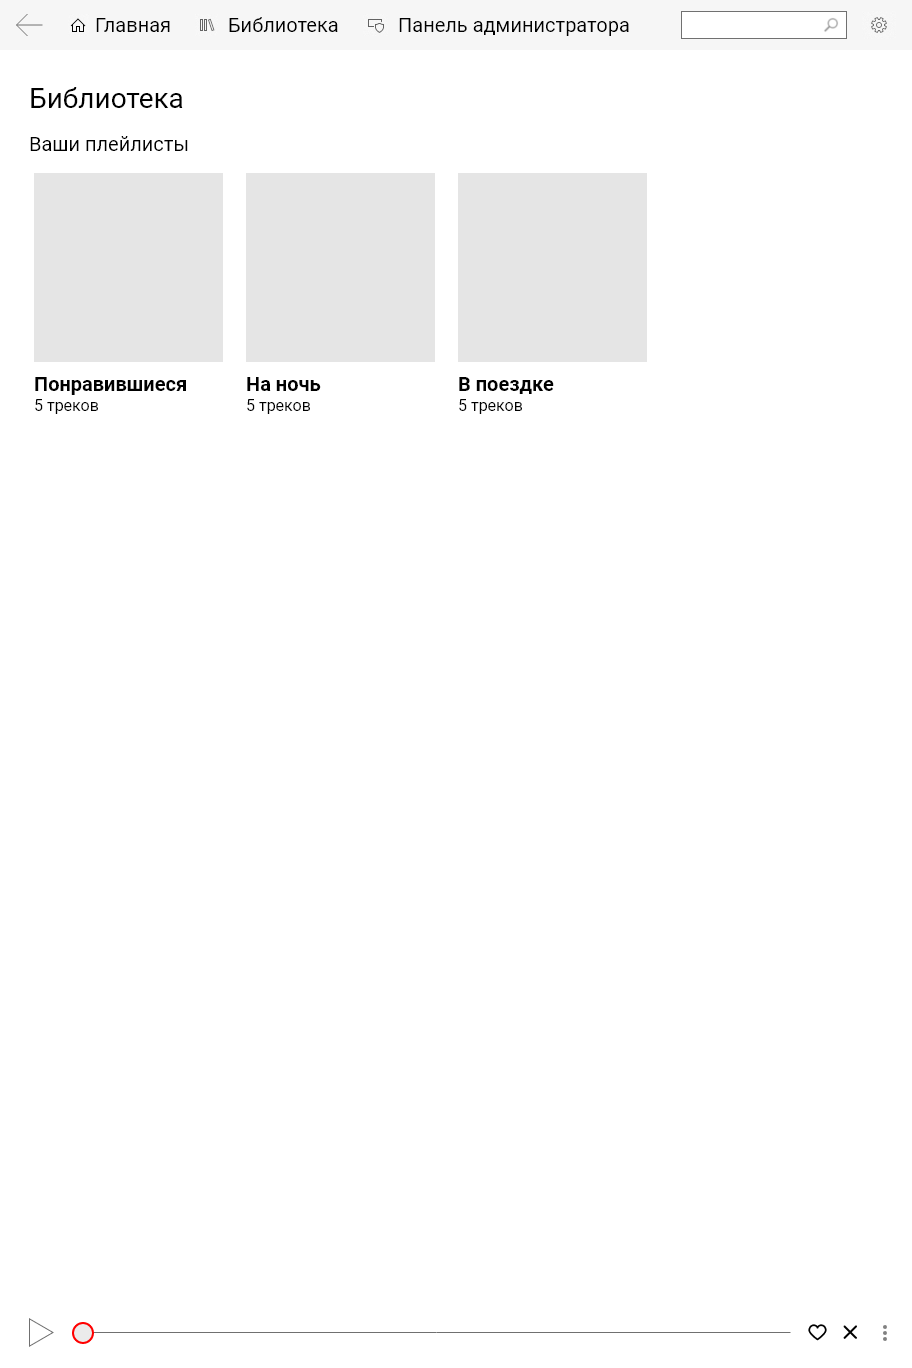 Главная Библиотека Панель администратора
Библиотека
Ваши плейлисты
Понравившиеся На ночь В поездке
5 треков 5 треков 5 треков